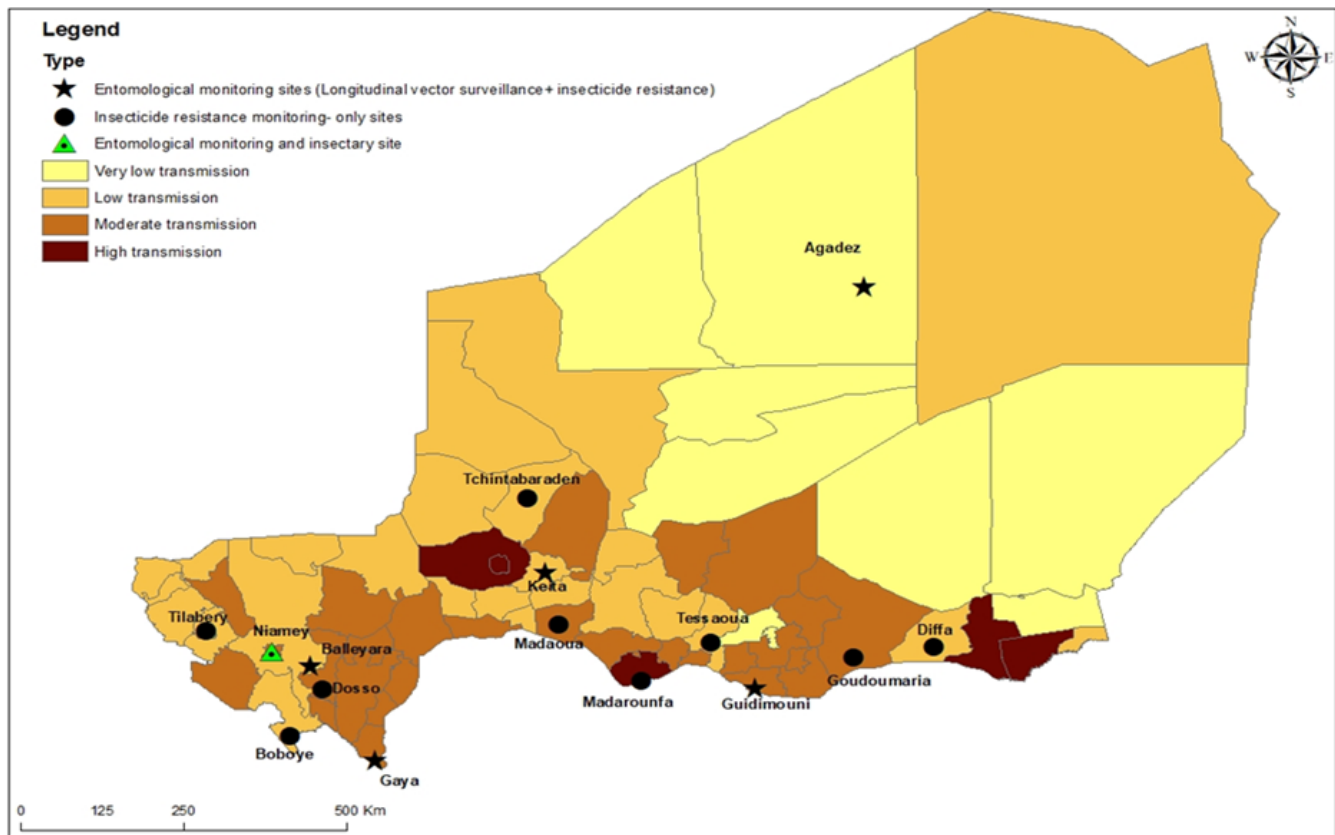 Legend
Type
Entomological monitoring sites (Longitudinal vector surveillance+ insecticide resistance)
Insecticide resistance monitoring- only sites
Entomological monitoring and insectary site
Very low transmission
Low transmission
Moderate transmission
High transmission
N
W E
S
Agadez
Tchintabaraden
Keita
Tilabery
Niamey
Balleyara
Madaoua
Tessaoua
Diffa
Dosso
Madarounfa
Guidimouni
Goudoumaria
Boboye
Gaya
0 125 250 500 Km